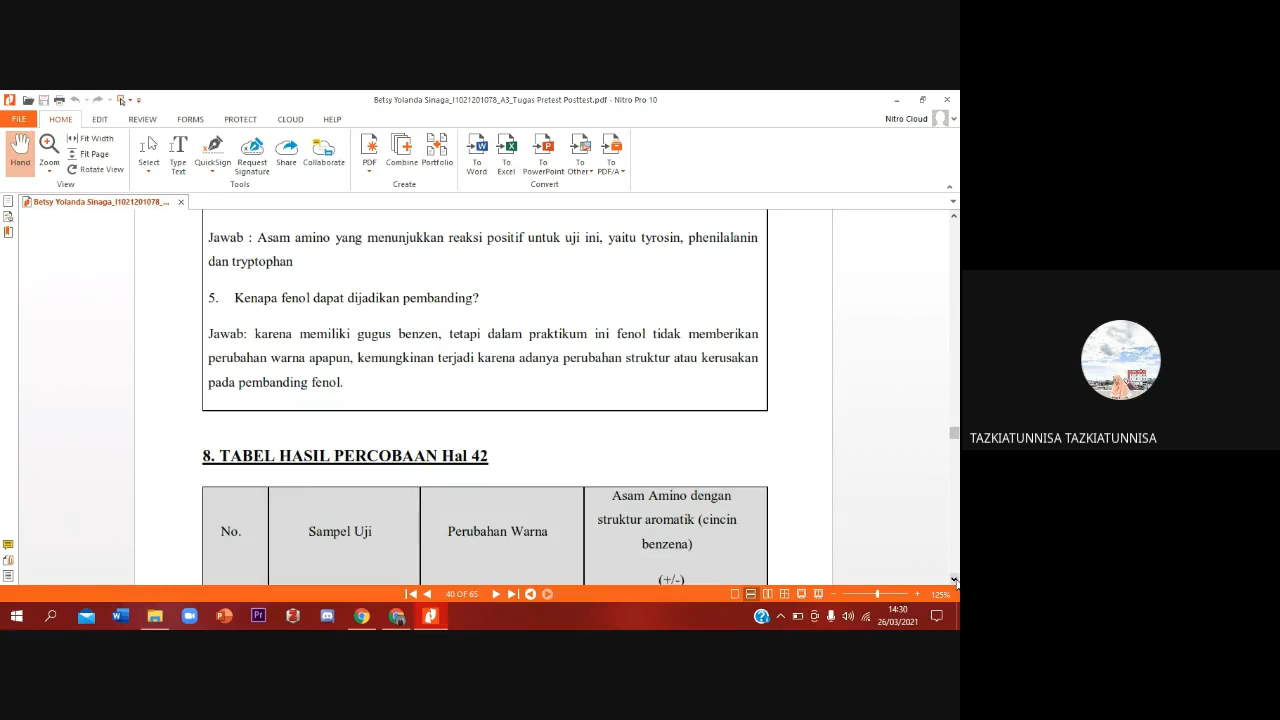 Betsy Yolanda Sinaga_I1021201078_A3_Tugas Pretest Posttest.pdf - Nitro Pro 10
FILE HOME EDIT REVIEW FORMS PROTECT CLOUD HELP Nitro Cloud
Hand Zoom Fit Width Fit Page Rotate View
Select Type Text QuickSign Request Signature Share Collaborate
PDF Combine Portfolio
To Word To Excel To PowerPoint To Other To PDF/A
View Tools Create Convert
Betsy Yolanda Sinaga_I1021201078_...
Jawab : Asam amino yang menunjukkan reaksi positif untuk uji ini, yaitu tyrosin, phenilalanin
dan tryptophan
5. Kenapa fenol dapat dijadikan pembanding?
Jawab: karena memiliki gugus benzen, tetapi dalam praktikum ini fenol tidak memberikan
perubahan warna apapun, kemungkinan terjadi karena adanya perubahan struktur atau kerusakan
pada pembanding fenol.
8. TABEL HASIL PERCOBAAN Hal 42
No. Sampel Uji Perubahan Warna
Asam Amino dengan
struktur aromatik (cincin
benzena)
(+/-)
40 OF 65
125%
14:30
26/03/2021
TAZKIATUNNISA TAZKIATUNNISA